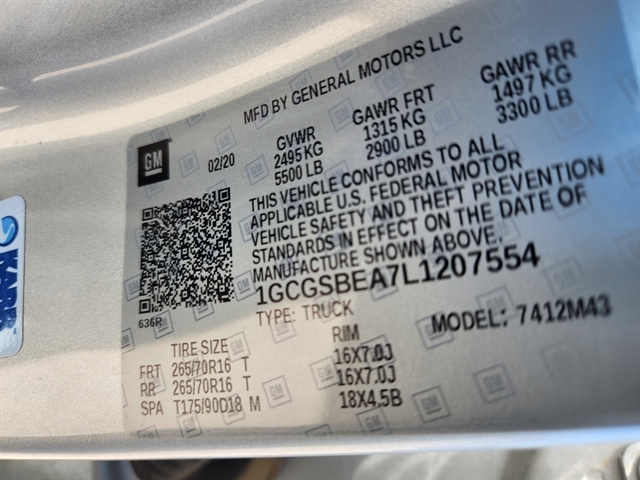 MFD BY GENERAL MOTORS LLC
GM
02/20
GVWR GAWR FRT GAWR RR
2495 KG 1315 KG 1497 KG
5500 LB 2900 LB 3300 LB
THIS VEHICLE CONFORMS TO ALL
APPLICABLE U.S. FEDERAL MOTOR
VEHICLE SAFETY AND THEFT PREVENTION
STANDARDS IN EFFECT ON THE DATE OF
MANUFACTURE SHOWN ABOVE.
1GCGSBEA7L1207554
TYPE: TRUCK MODEL: 7412M43
636R
TIRE SIZE RIM
FRT 265/70R16 T 16X7.0J
RR 265/70R16 T 16X7.0J
SPA T175/90D18 M 18X4.5B
KARR